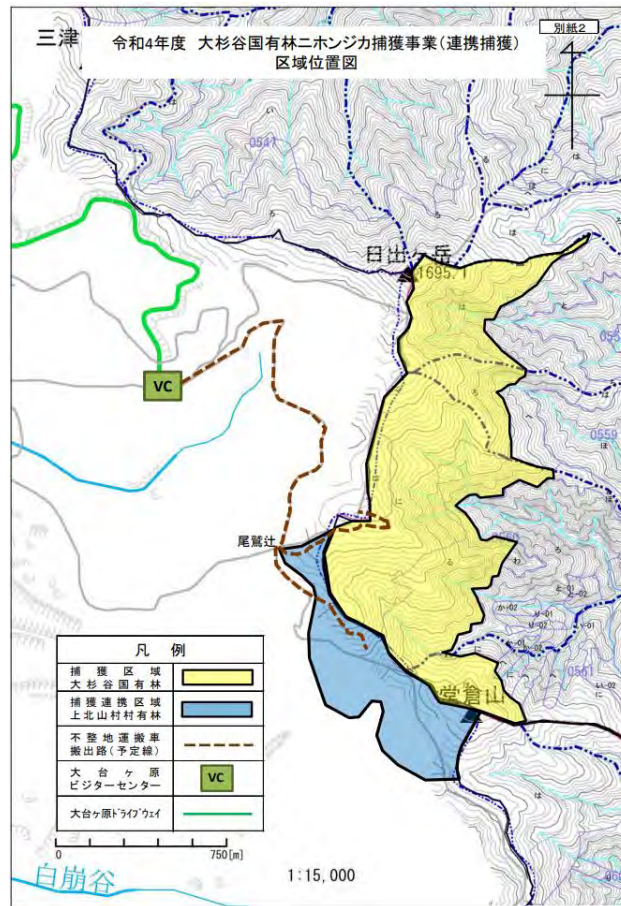 別紙2
三津
令和4年度 大杉谷国有林ニホンジカ捕獲事業(連携捕獲)
区域位置図
0547
日出ヶ岳
1695.1
VC
0559
尾鷲辻
堂倉山
0561
凡例
捕獲区域
大杉谷国有林
捕獲連携区域
上北山村村有林
不整地運搬車
搬出路(予定線)
大台ヶ原
ビジターセンター
VC
大台ヶ原ドライブウェイ
0
750[m]
1:15,000
白崩谷